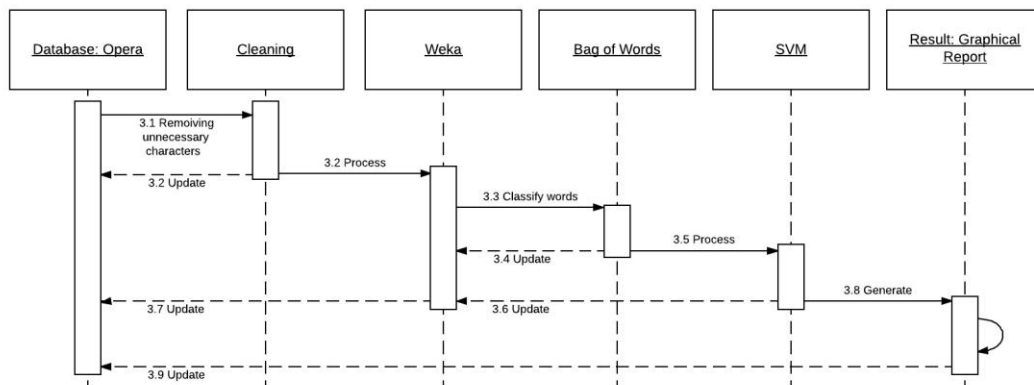 Database: Opera
Cleaning
Weka
Bag of Words
SVM
Result: Graphical
Report
3.1 Remoiving
unnecessary
characters
3.2 Process
3.2 Update
3.3 Classify words
3.5 Process
3.4 Update
3.8 Generate
3.7 Update
3.6 Update
3.9 Update